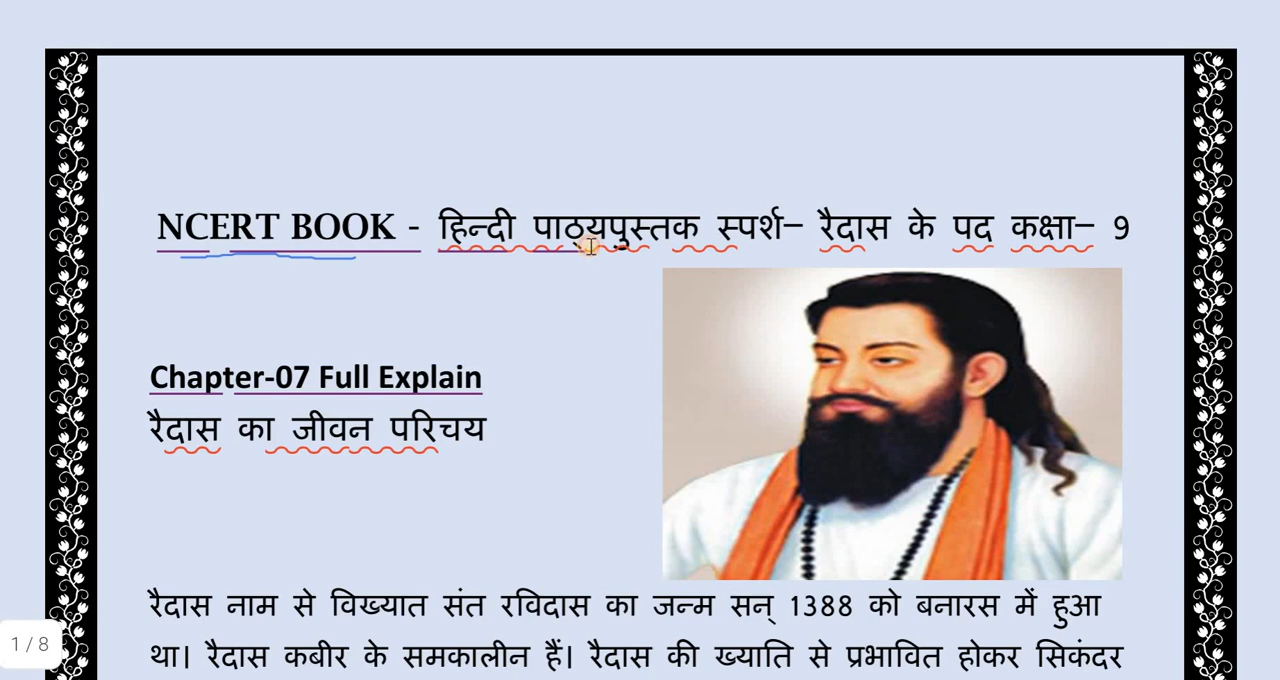 NCERT BOOK - हिन्दी पाठ्यपुस्तक स्पर्श– रैदास के पद कक्षा– 9
Chapter-07 Full Explain
रैदास का जीवन परिचय
रैदास नाम से विख्यात संत रविदास का जन्म सन् 1388 को बनारस में हुआ
था। रैदास कबीर के समकालीन हैं। रैदास की ख्याति से प्रभावित होकर सिकंदर
1 / 8